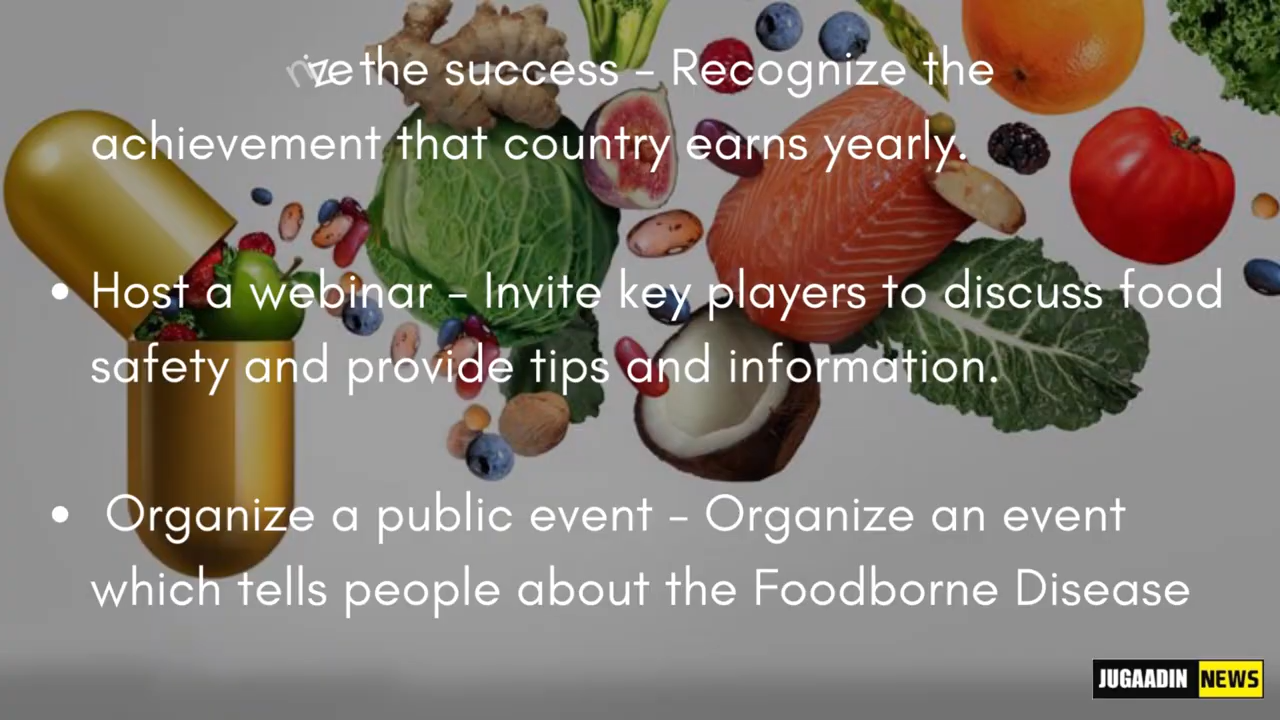 the success - Recognize the
achievement that country earns yearly.
• Host a webinar - Invite key players to discuss food
safety and provide tips and information.
• Organize a public event - Organize an event
which tells people about the Foodborne Disease
JUGAADIN NEWS